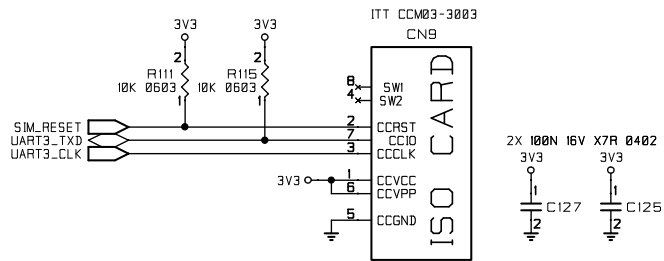 ITT CCM03-3003
CN9
3V3 3V3
2 2
R111 R115
10K 0603 10K 0603
1 1
8 SW1
4 SW2
SIM_RESET 2 CCRST
UART3_TXD 7 CCIO
UART3_CLK 3 CCCLK
3V3 1 CCVCC
6 CCVPP
5 CCGND
ISO CARD
2X 100N 16V X7R 0402
3V3 3V3
1 1
C127 C125
2 2